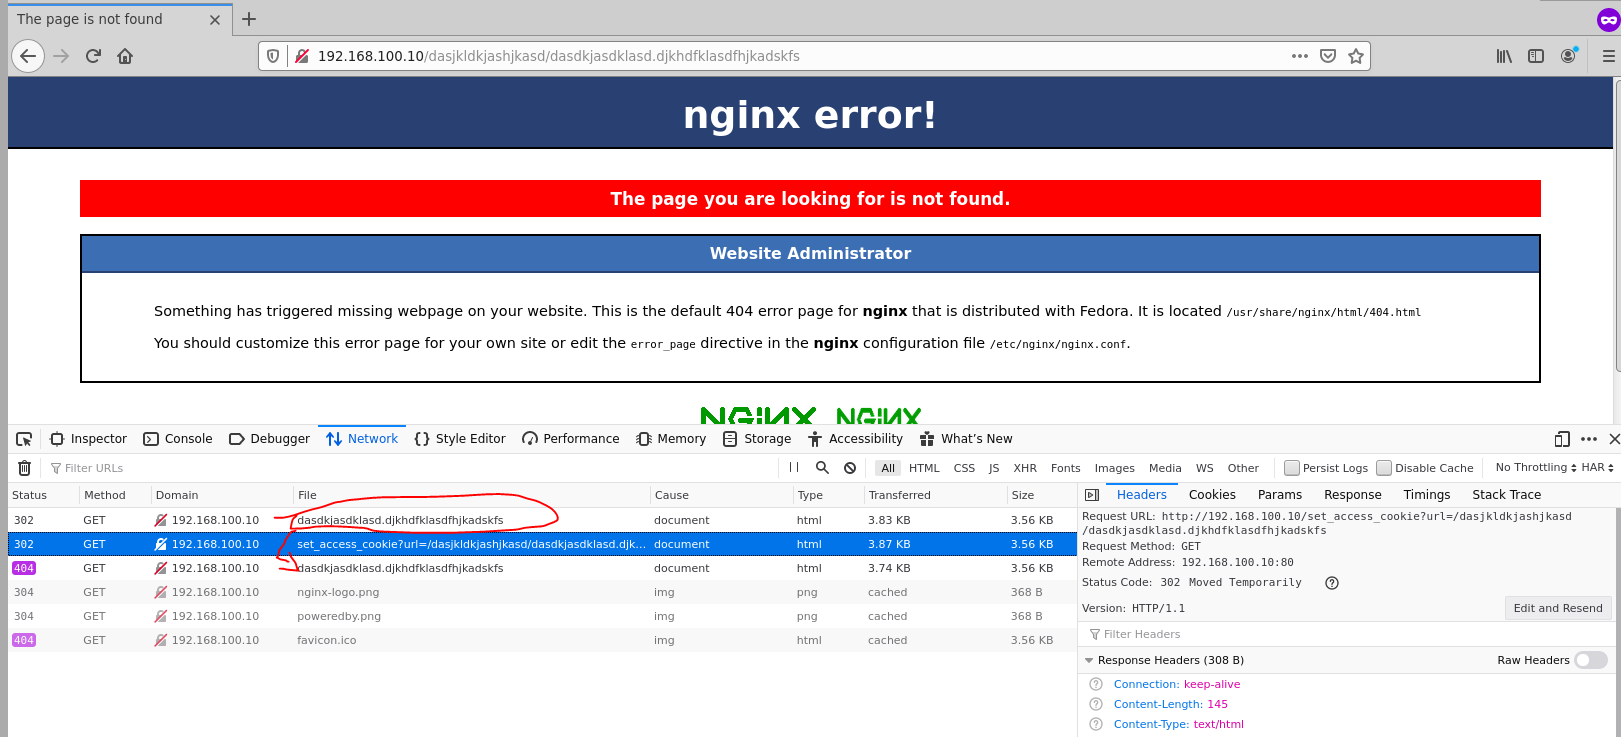 The page is not found
192.168.100.10/dasjkldkjashjkasd/dasdkjasdklasd.djkhdfklasdfhjkadskfs
nginx error!
The page you are looking for is not found.
Website Administrator
Something has triggered missing webpage on your website. This is the default 404 error page for nginx that is distributed with Fedora. It is located /usr/share/nginx/html/404.html
You should customize this error page for your own site or edit the error_page directive in the nginx configuration file /etc/nginx/nginx.conf.
NGINX NGINX
Inspector Console Debugger Network Style Editor Performance Memory Storage Accessibility What's New
Filter URLs All HTML CSS JS XHR Fonts Images Media WS Other Persist Logs Disable Cache No Throttling HAR
Status Method Domain File Cause Type Transferred Size
302 GET 192.168.100.10 dasdkjasdklasd.djkhdfklasdfhjkadskfs document html 3.83 KB 3.56 KB
302 GET 192.168.100.10 set_access_cookie?url=/dasjkldkjashjkasd/dasdkjasdklasd.djk... document html 3.87 KB 3.56 KB
404 GET 192.168.100.10 dasdkjasdklasd.djkhdfklasdfhjkadskfs document html 3.74 KB 3.56 KB
304 GET 192.168.100.10 nginx-logo.png img png cached 368 B
304 GET 192.168.100.10 poweredby.png img png cached 368 B
404 GET 192.168.100.10 favicon.ico img html cached 3.56 KB
Headers Cookies Params Response Timings Stack Trace
Request URL: http://192.168.100.10/set_access_cookie?url=/dasjkldkjashjkasd
/dasdkjasdklasd.djkhdfklasdfhjkadskfs
Request Method: GET
Remote Address: 192.168.100.10:80
Status Code: 302 Moved Temporarily
Version: HTTP/1.1 Edit and Resend
Filter Headers
Response Headers (308 B) Raw Headers
Connection: keep-alive
Content-Length: 145
Content-Type: text/html